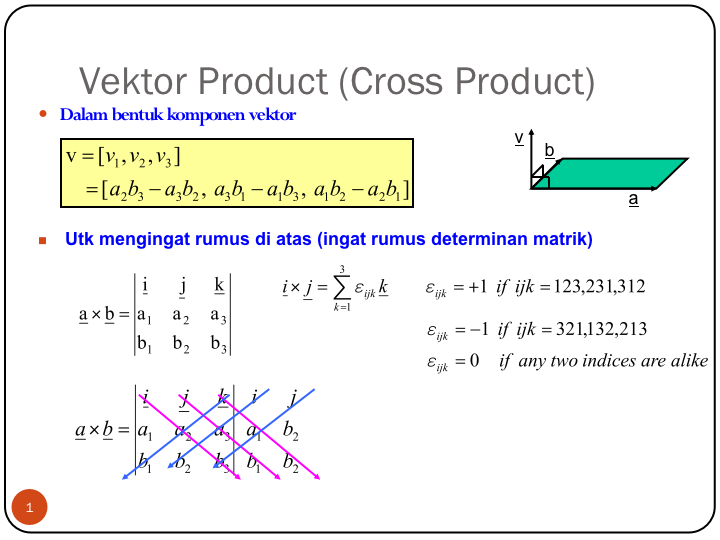 Vektor Product (Cross Product)
• Dalam bentuk komponen vektor
v = [v₁, v₂, v₃]
= [a₂b₃ − a₃b₂, a₃b₁ − a₁b₃, a₁b₂ − a₂b₁]
v
b
a
▪ Utk mengingat rumus di atas (ingat rumus determinan matrik)
a × b = | i j k |
| a₁ a₂ a₃ |
| b₁ b₂ b₃ |
i × j = ∑ₖ₌₁³ εᵢⱼₖ k
εᵢⱼₖ = +1 if ijk = 123,231,312
εᵢⱼₖ = −1 if ijk = 321,132,213
εᵢⱼₖ = 0 if any two indices are alike
a × b = | i j k | i j
| a₁ a₂ a₃ | a₁ b₂
| b₁ b₂ b₃ | b₁ b₂
1